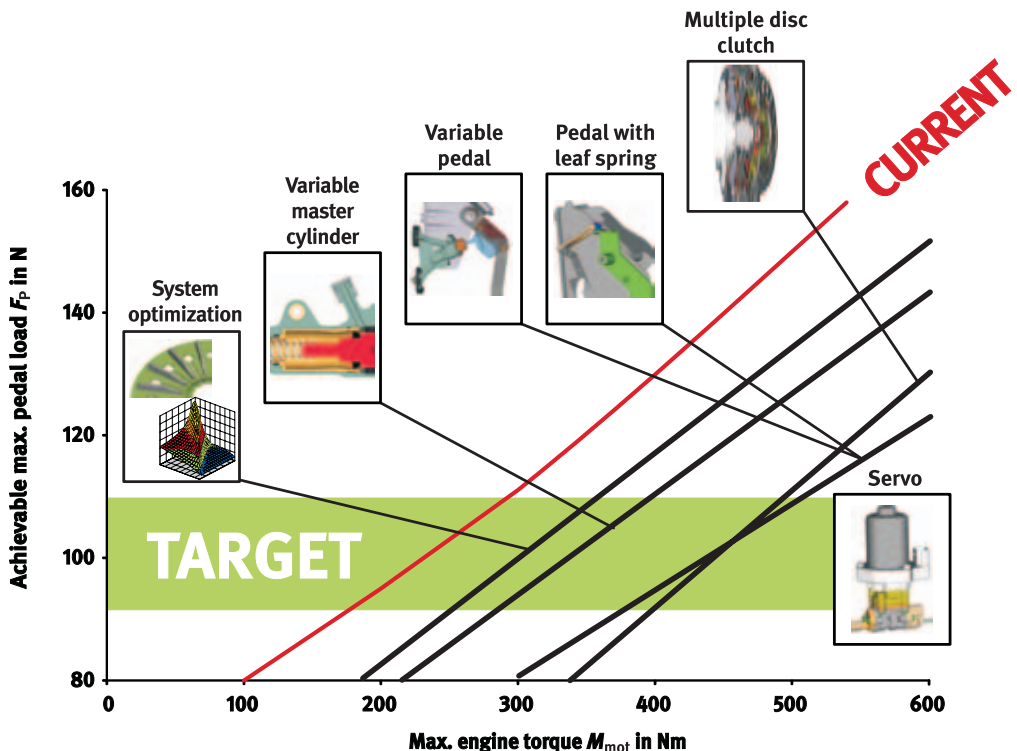 Multiple disc
clutch
CURRENT
Variable
pedal
Pedal with
leaf spring
Variable
master
cylinder
System
optimization
Servo
TARGET
Achievable max. pedal load Fₚ in N
160
140
120
100
80
0 100 200 300 400 500 600
Max. engine torque Mmot in Nm